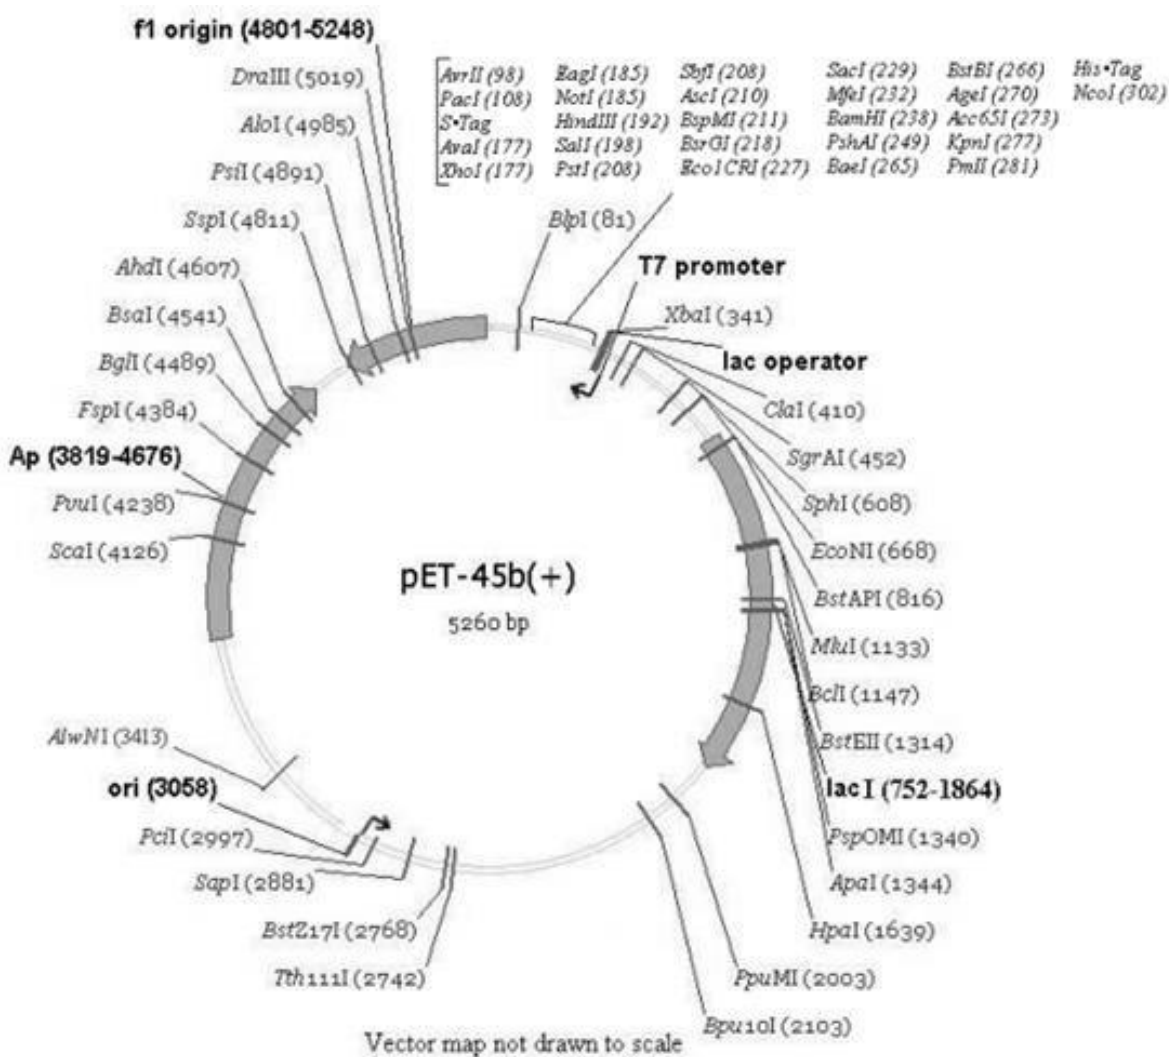 f1 origin (4801-5248)
DraIII (5019)
AloI (4985)
PsiI (4891)
SspI (4811)
AhdI (4607)
BsaI (4541)
BglI (4489)
FspI (4384)
Ap (3819-4676)
PvuI (4238)
ScaI (4126)
AlwNI (3413)
ori (3058)
PciI (2997)
SapI (2881)
BstZ17I (2768)
Tth111I (2742)
AvrII (98) EagI (185) SbfI (208) SacI (229) BstBI (266) His•Tag
PacI (108) NotI (185) AscI (210) MfeI (232) AgeI (270) NcoI (302)
S•Tag HindIII (192) BspMI (211) BamHI (238) Acc65I (273)
AvaI (177) SalI (198) BsrGI (218) PshAI (249) KpnI (277)
XhoI (177) PstI (208) Eco1CRI (227) BaeI (265) PmlI (281)
BlpI (81)
T7 promoter
XbaI (341)
lac operator
ClaI (410)
SgrAI (452)
SphI (608)
EcoNI (668)
BstAPI (816)
MluI (1133)
BclI (1147)
BstEII (1314)
lac I (752-1864)
PspOMI (1340)
ApaI (1344)
HpaI (1639)
PpuMI (2003)
Bpu10I (2103)
pET-45b(+)
5260 bp
Vector map not drawn to scale